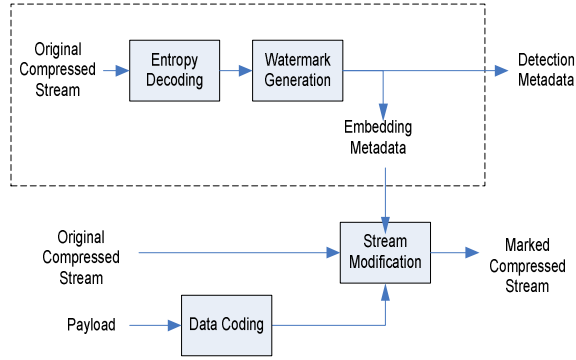 Original
Compressed
Stream
Entropy
Decoding
Watermark
Generation
Detection
Metadata
Embedding
Metadata
Original
Compressed
Stream
Stream
Modification
Marked
Compressed
Stream
Payload
Data Coding